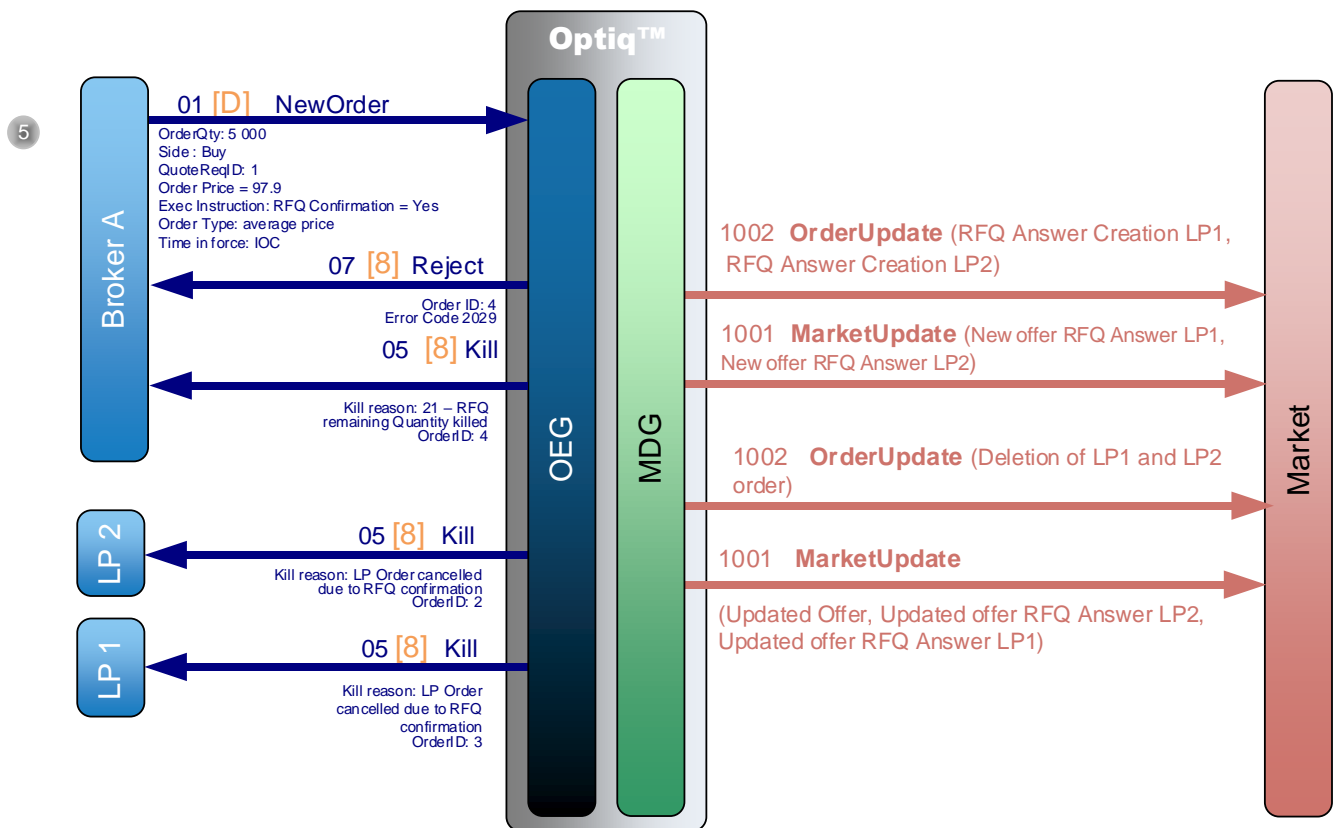 Optiq™
5
Broker A
01 [D] NewOrder
OrderQty: 5 000
Side : Buy
QuoteReqID: 1
Order Price = 97.9
Exec Instruction: RFQ Confirmation = Yes
Order Type: average price
Time in force: IOC
07 [8] Reject
Order ID: 4
Error Code 2029
05 [8] Kill
Kill reason: 21 – RFQ
remaining Quantity killed
OrderID: 4
LP 2
05 [8] Kill
Kill reason: LP Order cancelled
due to RFQ confirmation
OrderID: 2
LP 1
05 [8] Kill
Kill reason: LP Order
cancelled due to RFQ
confirmation
OrderID: 3
OEG
MDG
1002 OrderUpdate (RFQ Answer Creation LP1,
RFQ Answer Creation LP2)
1001 MarketUpdate (New offer RFQ Answer LP1,
New offer RFQ Answer LP2)
1002 OrderUpdate (Deletion of LP1 and LP2
order)
1001 MarketUpdate
(Updated Offer, Updated offer RFQ Answer LP2,
Updated offer RFQ Answer LP1)
Market